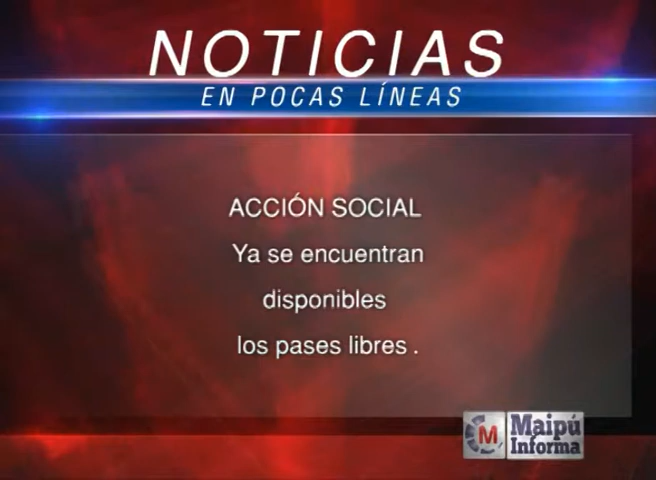 NOTICIAS
EN POCAS LÍNEAS
ACCIÓN SOCIAL
Ya se encuentran
disponibles
los pases libres .
M
Maipú
Informa